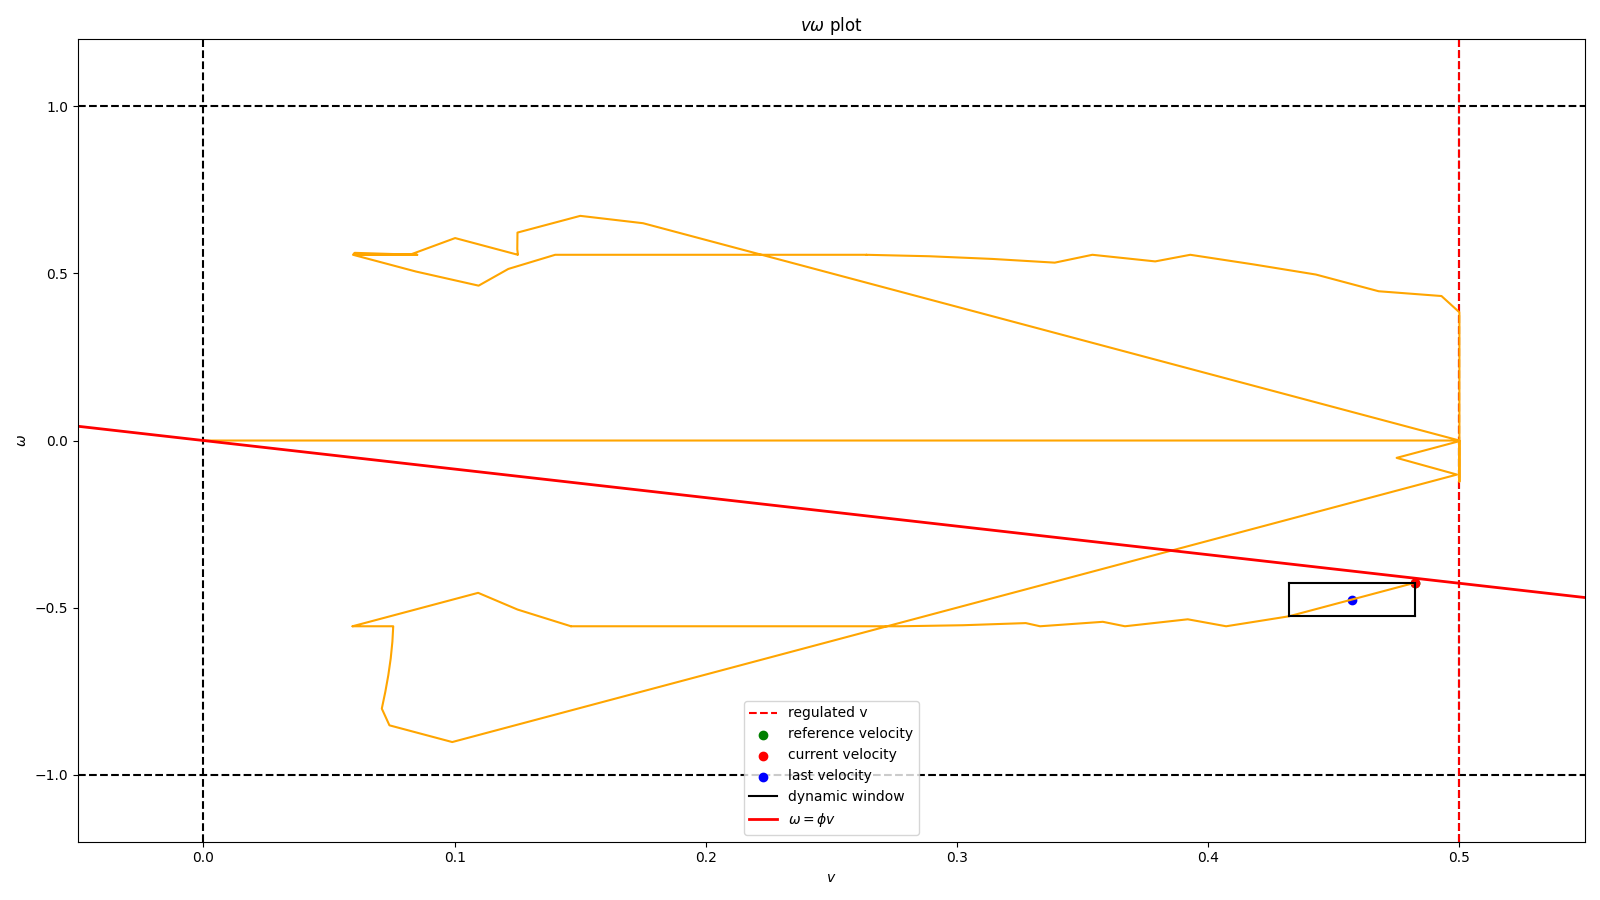 vω plot
1.0
0.5
0.0
−0.5
−1.0
ω
0.0 0.1 0.2 0.3 0.4 0.5
v
regulated v
reference velocity
current velocity
last velocity
dynamic window
ω = ϕv